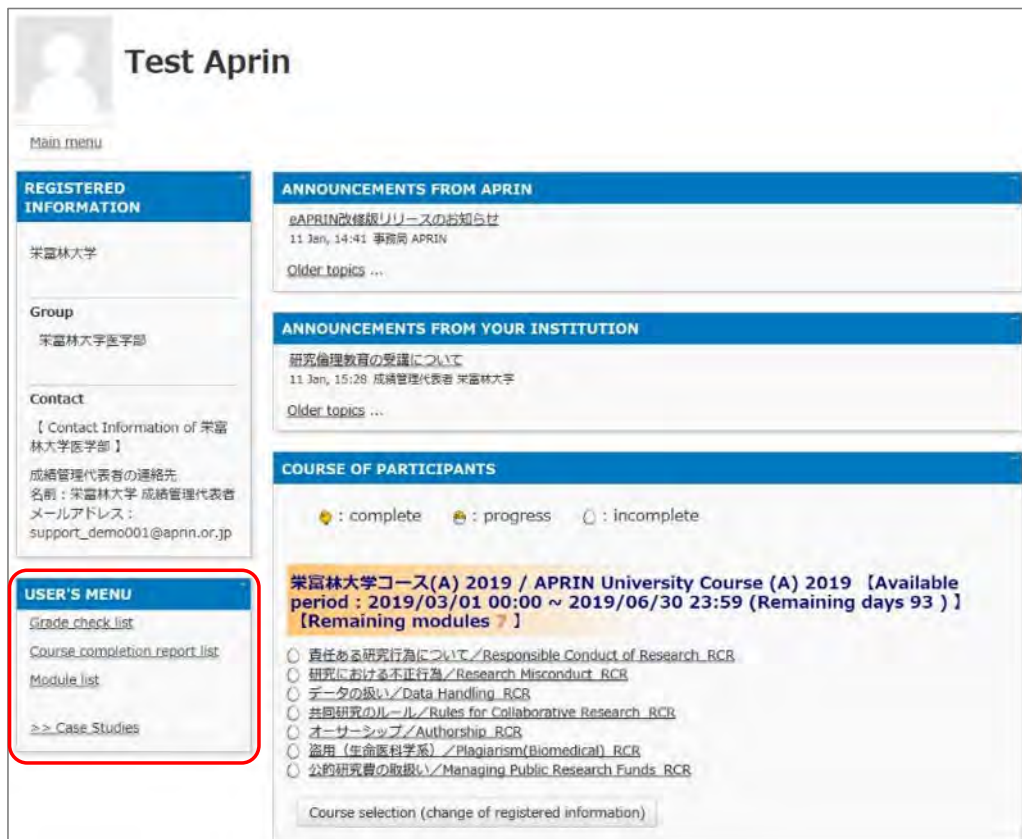 Test Aprin
Main menu
REGISTERED
INFORMATION
栄富林大学
Group
栄富林大学医学部
Contact
【 Contact Information of 栄富
林大学医学部 】
成績管理代表者の連絡先
名前：栄富林大学 成績管理代表者
メールアドレス：
support_demo001@aprin.or.jp
USER'S MENU
Grade check list
Course completion report list
Module list
>> Case Studies
ANNOUNCEMENTS FROM APRIN
eAPRIN改修版リリースのお知らせ
11 Jan, 14:41 事務局 APRIN
Older topics ...
ANNOUNCEMENTS FROM YOUR INSTITUTION
研究倫理教育の受講について
11 Jan, 15:28 成績管理代表者 栄富林大学
Older topics ...
COURSE OF PARTICIPANTS
: complete : progress : incomplete
栄冨林大学コース(A) 2019 / APRIN University Course (A) 2019 【Available
period : 2019/03/01 00:00 ~ 2019/06/30 23:59 (Remaining days 93 ) 】
【Remaining modules 7 】
責任ある研究行為について／Responsible Conduct of Research_RCR
研究における不正行為／Research Misconduct_RCR
データの扱い／Data Handling_RCR
共同研究のルール／Rules for Collaborative Research_RCR
オーサーシップ／Authorship_RCR
盗用（生命医科学系）／Plagiarism(Biomedical)_RCR
公的研究費の取扱い／Managing Public Research Funds_RCR
Course selection (change of registered information)